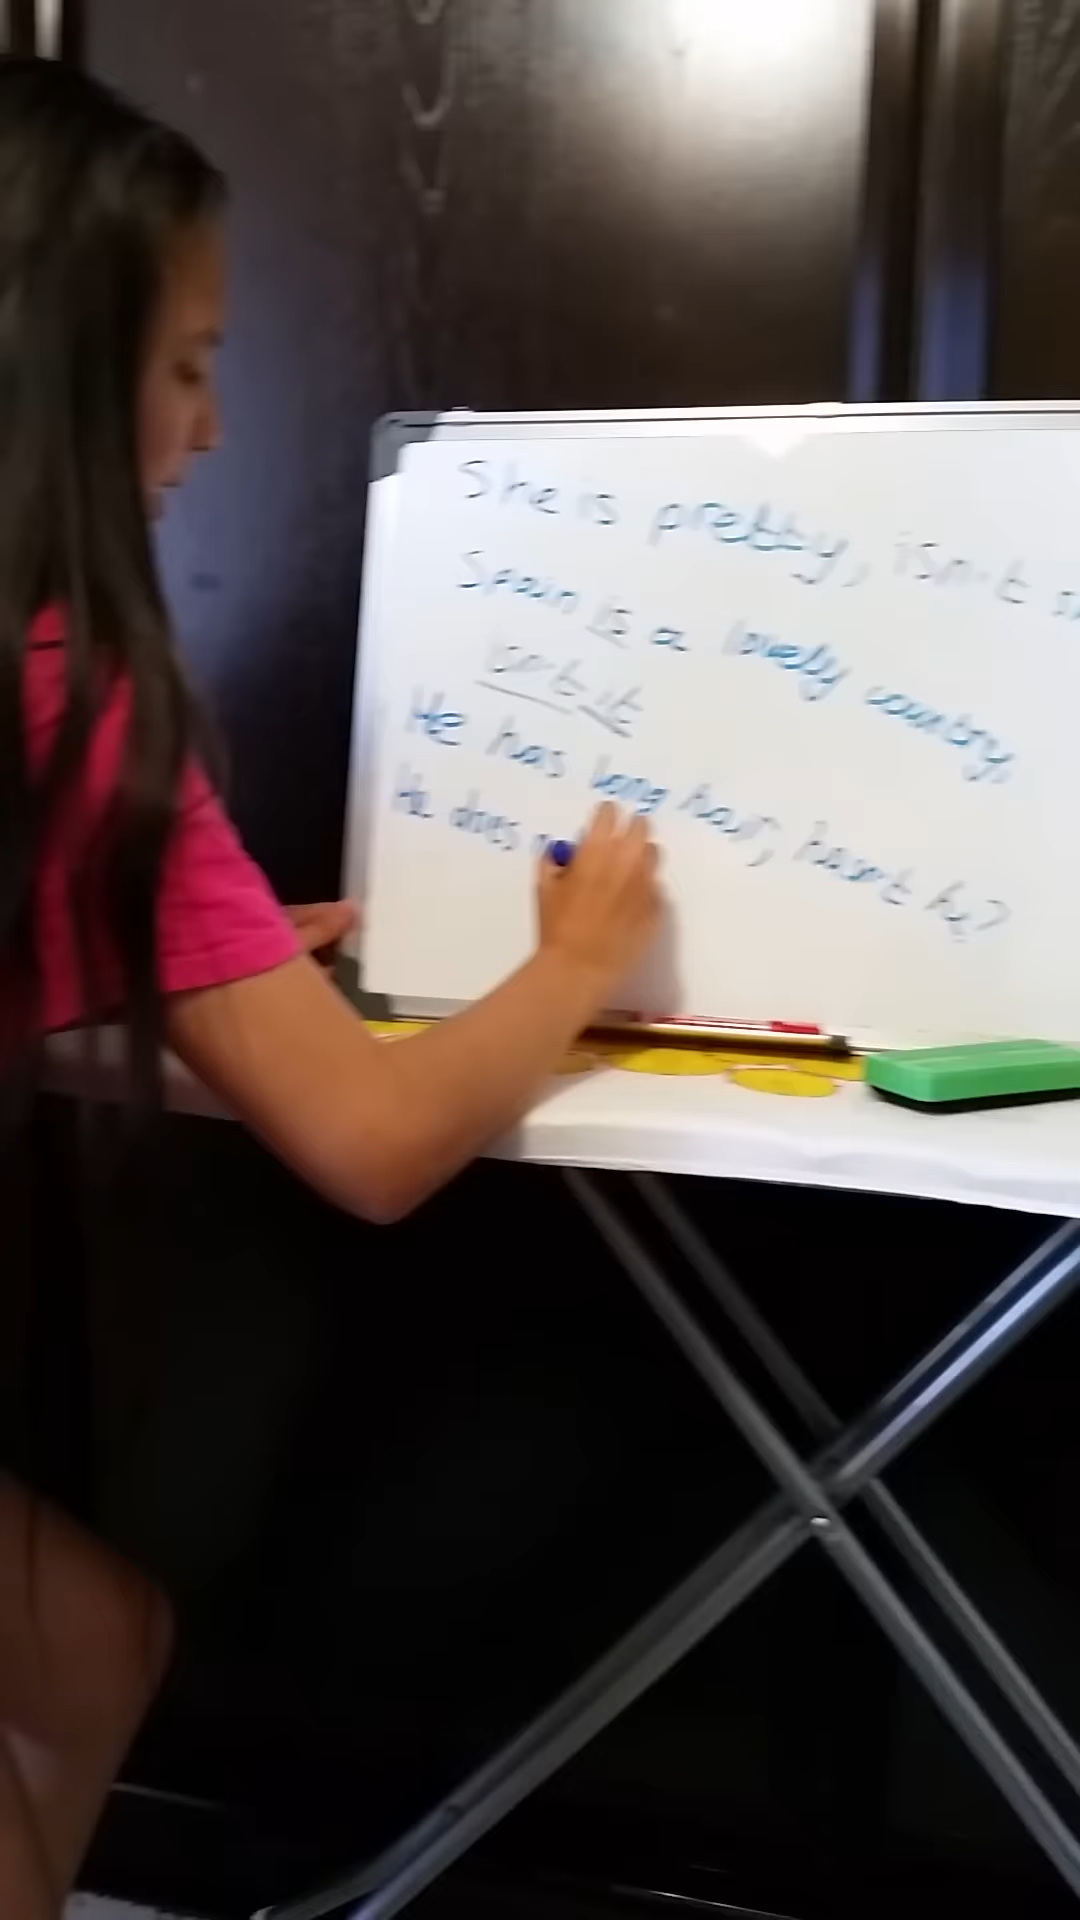 She is pretty, isn't
Spain is a lovely country,
isn't it
He has long hair, hasn't he?
He does